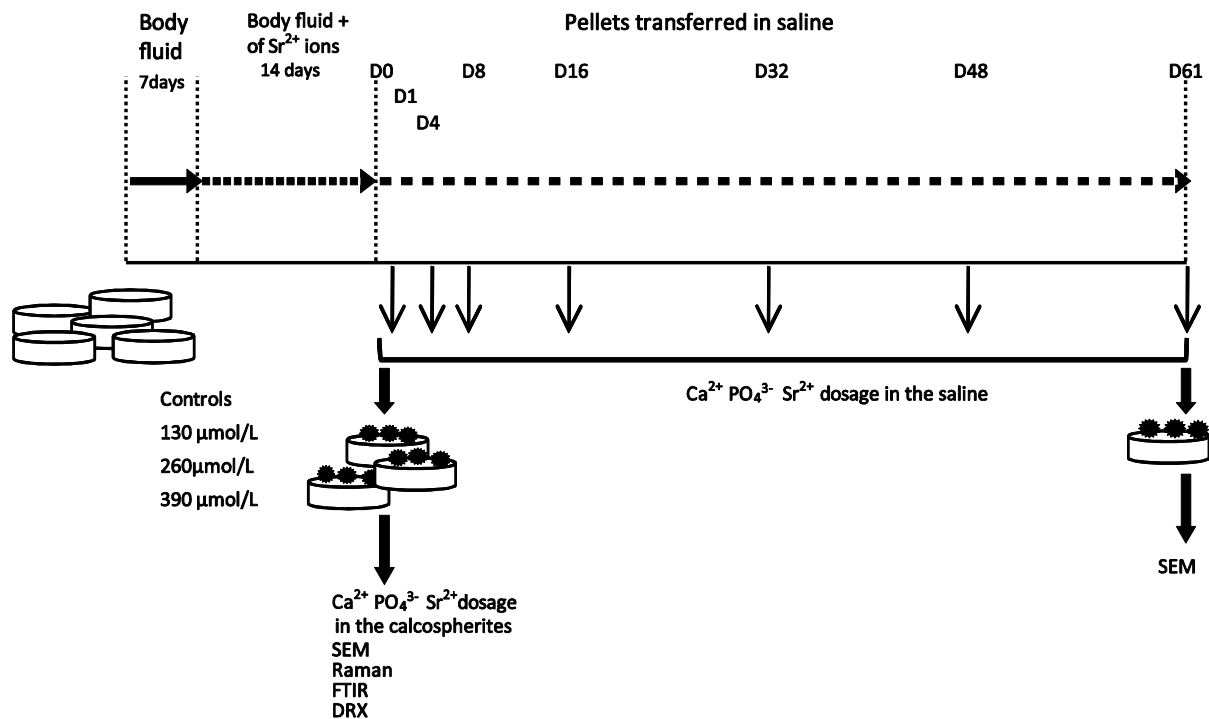 Body
fluid
7days
Body fluid +
of Sr²⁺ ions
14 days
Pellets transferred in saline
D0
D1
D4
D8
D16
D32
D48
D61
Controls
130 µmol/L
260µmol/L
390 µmol/L
Ca²⁺ PO₄³⁻ Sr²⁺ dosage in the saline
Ca²⁺ PO₄³⁻ Sr²⁺dosage
in the calcospherites
SEM
Raman
FTIR
DRX
SEM